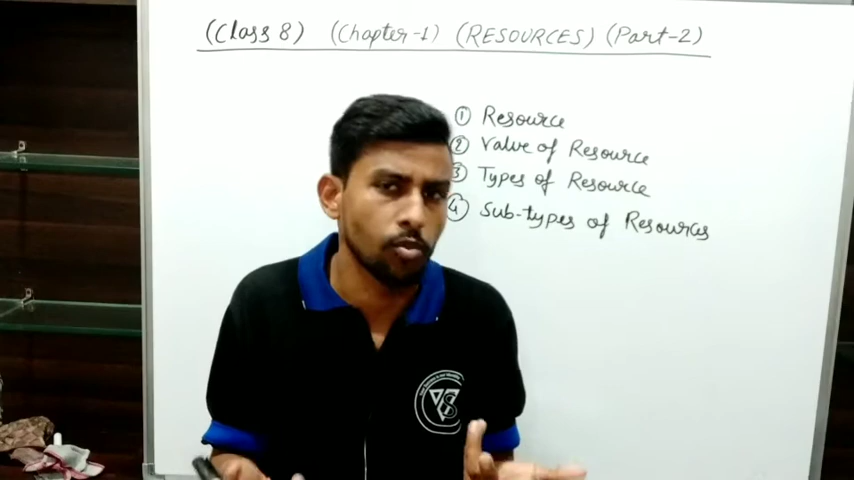 (Class 8) (Chapter-1) (RESOURCES) (Part-2)
1 Resource
2 Value of Resource
3 Types of Resource
4 Sub-types of Resources